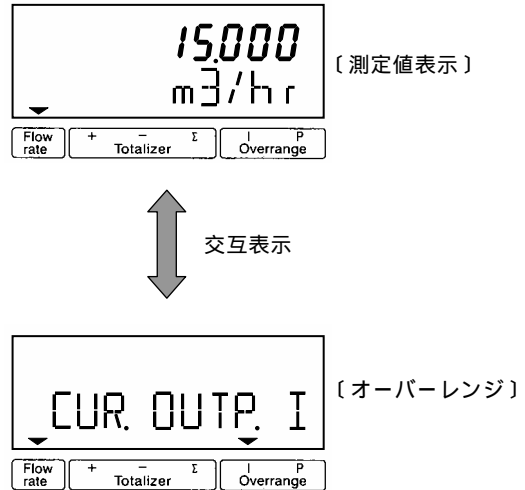 15.000
m3/hr
〔測定値表示〕
Flow rate
+ − Σ
Totalizer
I P
Overrange
交互表示
CUR. OUTP. I
〔オーバーレンジ〕
Flow rate
+ − Σ
Totalizer
I P
Overrange